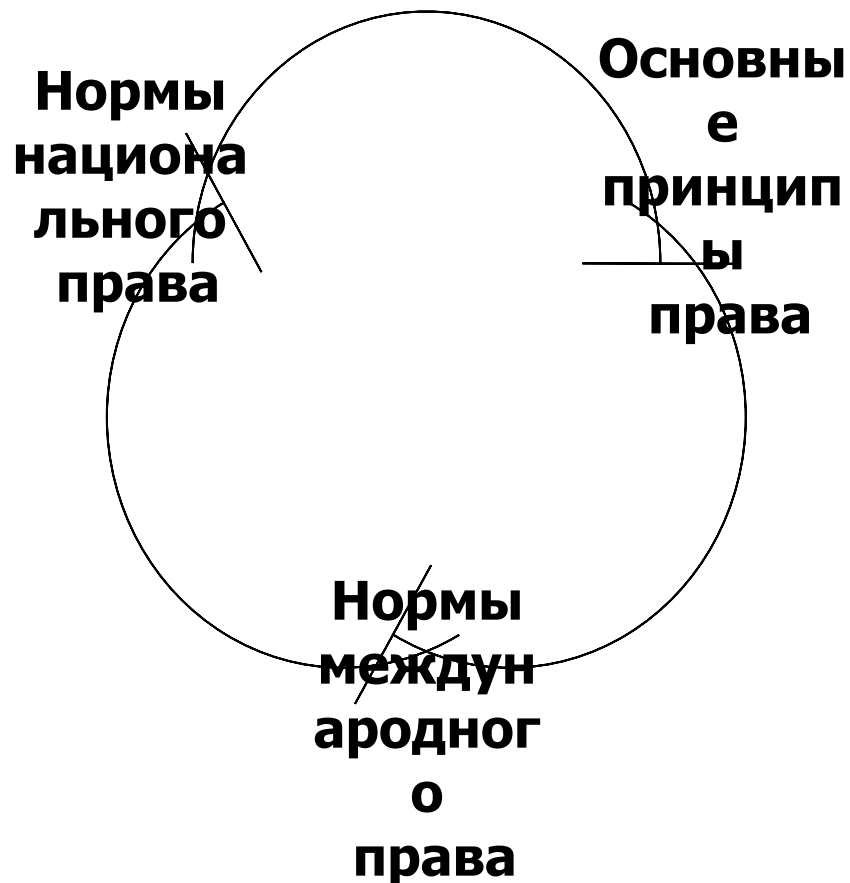 Нормы
национа
льного
права
Основны
е
принцип
ы
права
Нормы
междун
ародног
о
права